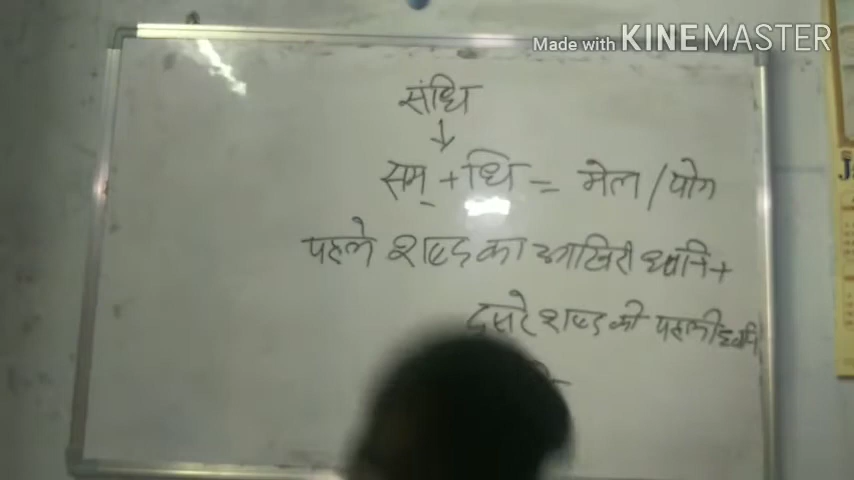 Made with KINEMASTER
संधि
↓
सम् + धि = मेल / योग
पहले शब्द का आखिरी ध्वनि +
दुसरे शब्द की पहली ध्वनि